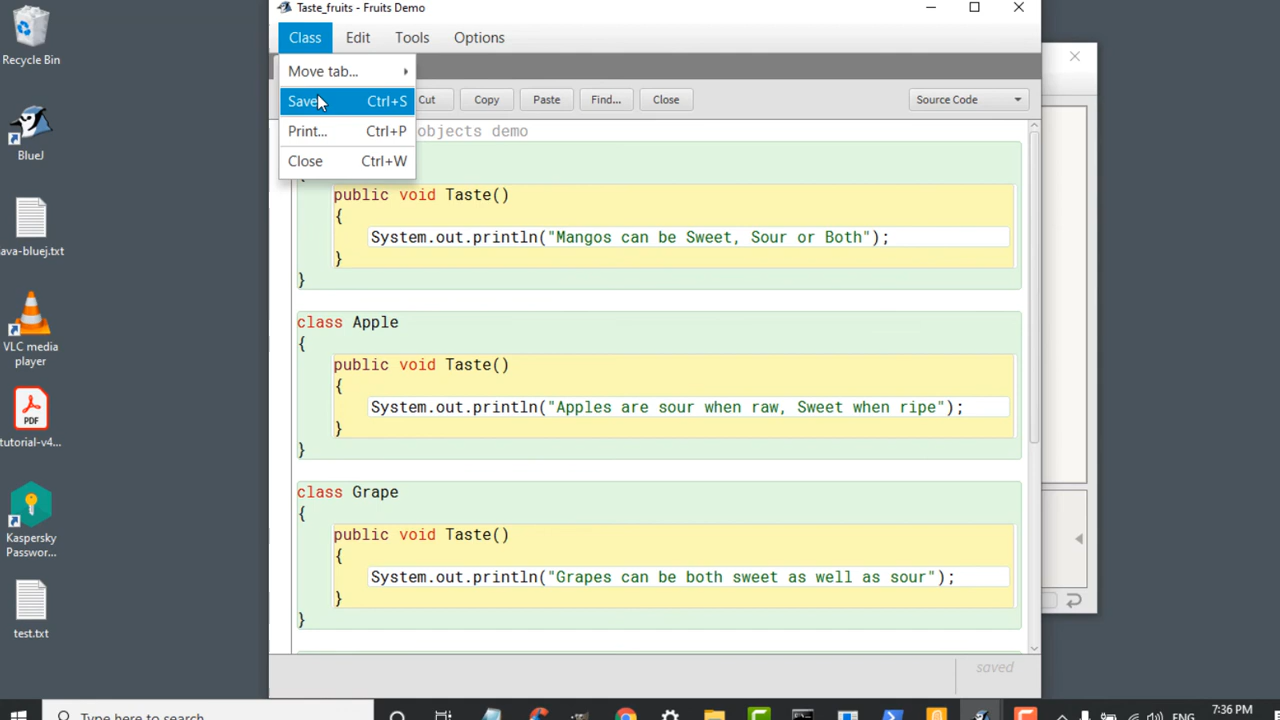 Recycle Bin
BlueJ
ava-bluej.txt
VLC media
player
PDF
tutorial-v4...
Kaspersky
Passwor...
test.txt
Taste_fruits - Fruits Demo
Class Edit Tools Options
Move tab...
Save Ctrl+S
Print... Ctrl+P
Close Ctrl+W
Cut Copy Paste Find... Close Source Code
objects demo
public void Taste()
{
System.out.println("Mangos can be Sweet, Sour or Both");
}
}
class Apple
{
public void Taste()
{
System.out.println("Apples are sour when raw, Sweet when ripe");
}
}
class Grape
{
public void Taste()
{
System.out.println("Grapes can be both sweet as well as sour");
}
}
saved
Type here to search
ENG
7:36 PM